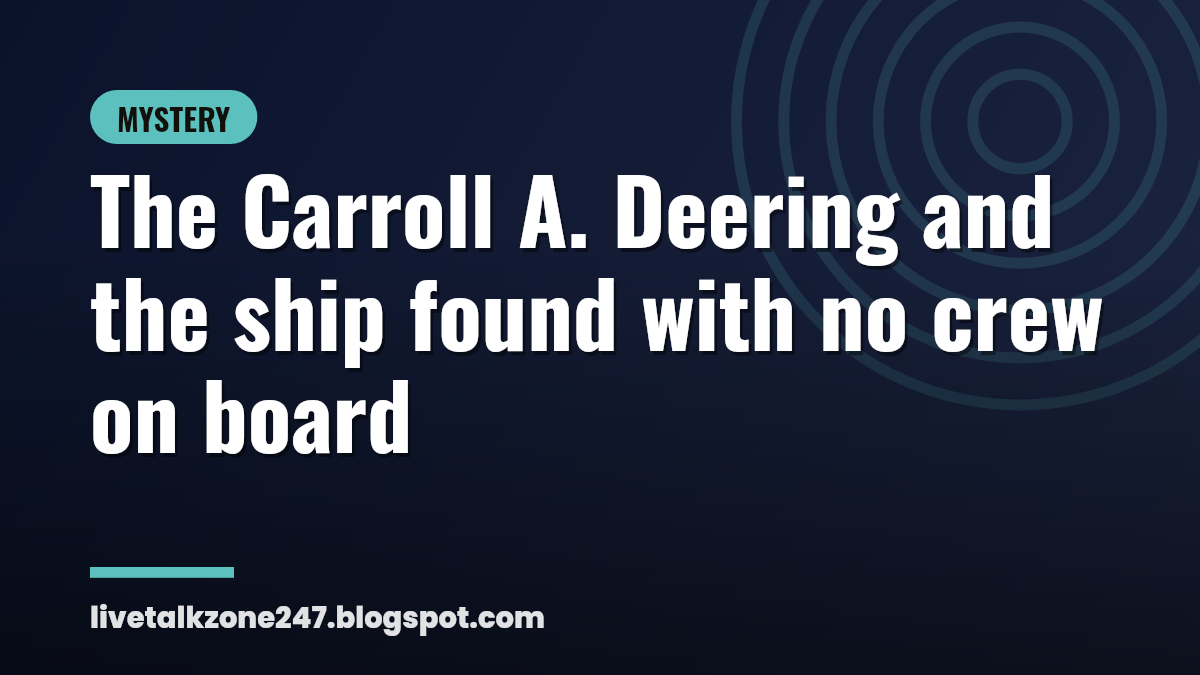 MYSTERY
The Carroll A. Deering and
the ship found with no crew
on board
livetalkzone247.blogspot.com